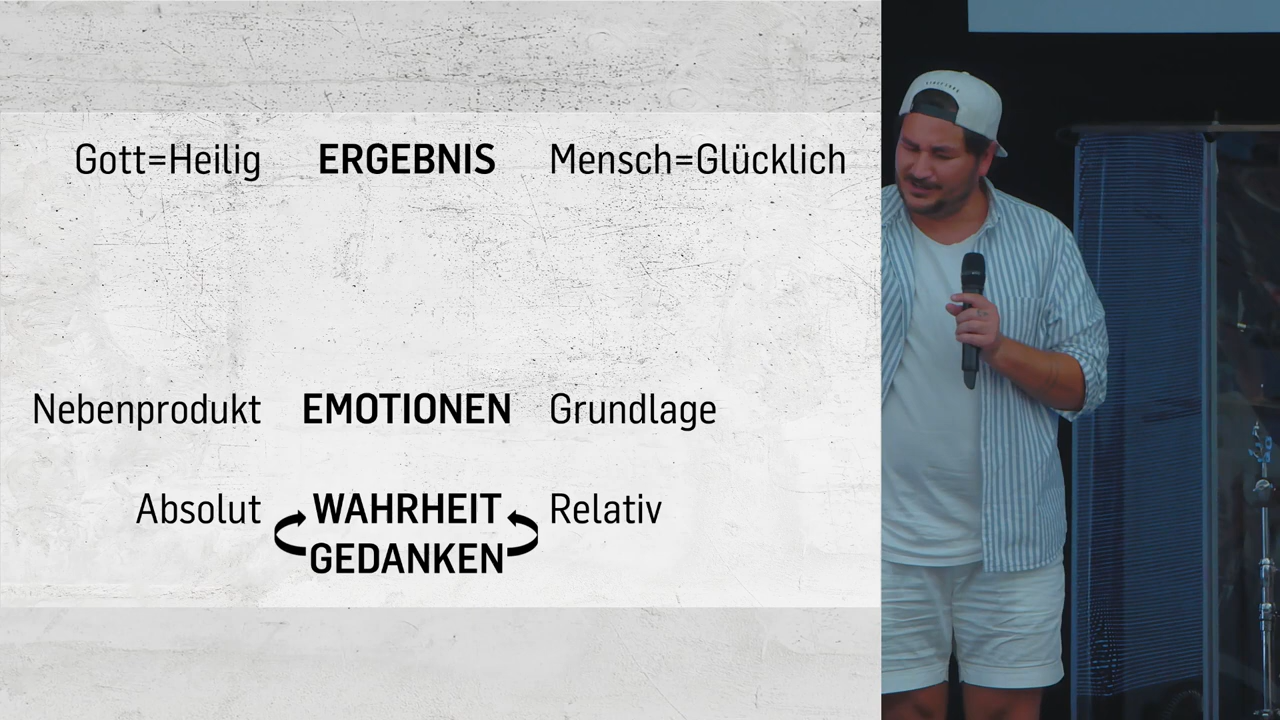 Gott=Heilig ERGEBNIS Mensch=Glücklich
Nebenprodukt EMOTIONEN Grundlage
Absolut WAHRHEIT Relativ
GEDANKEN